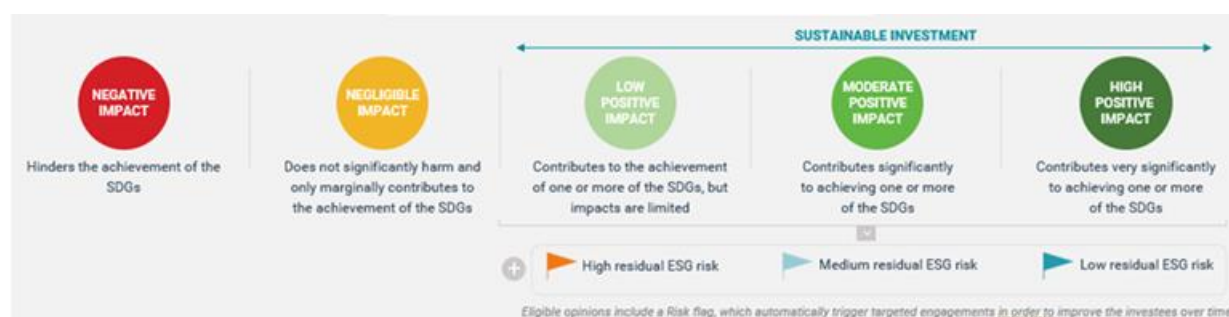 SUSTAINABLE INVESTMENT
NEGATIVE
IMPACT
Hinders the achievement of the
SDGs
NEGLIGIBLE
IMPACT
Does not significantly harm and
only marginally contributes to
the achievement of the SDGs
LOW
POSITIVE
IMPACT
Contributes to the achievement
of one or more of the SDGs, but
impacts are limited
MODERATE
POSITIVE
IMPACT
Contributes significantly
to achieving one or more
of the SDGs
HIGH
POSITIVE
IMPACT
Contributes very significantly
to achieving one or more
of the SDGs
High residual ESG risk
Medium residual ESG risk
Low residual ESG risk
Eligible opinions include a Risk flag, which automatically trigger targeted engagements in order to improve the investees over time